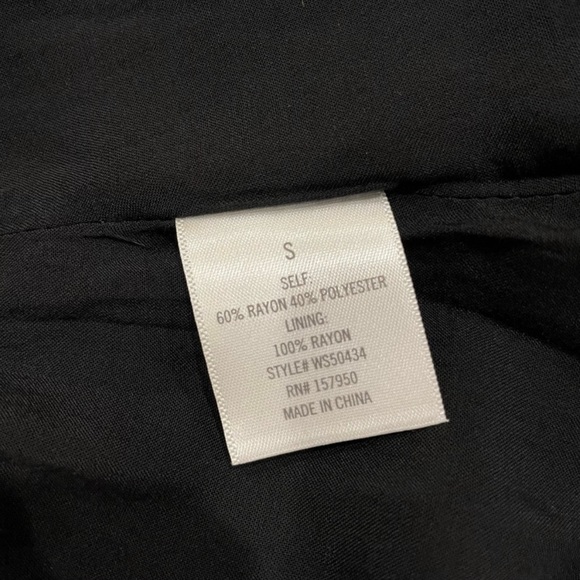 S
SELF:
60% RAYON 40% POLYESTER
LINING:
100% RAYON
STYLE# WS50434
RN# 157950
MADE IN CHINA